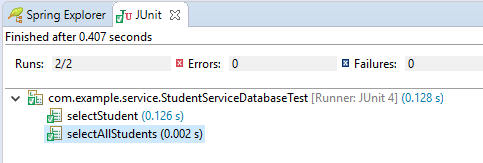 Spring Explorer JUnit
Finished after 0.407 seconds
Runs: 2/2 Errors: 0 Failures: 0
com.example.service.StudentServiceDatabaseTest [Runner: JUnit 4] (0.128 s)
selectStudent (0.126 s)
selectAllStudents (0.002 s)